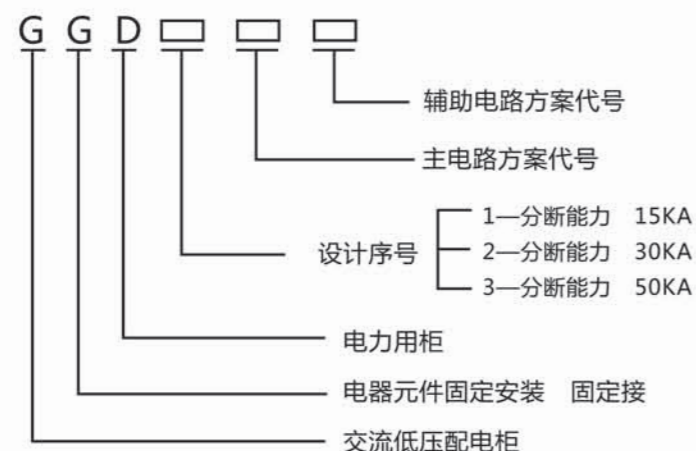 G G D
辅助电路方案代号
主电路方案代号
1—分断能力 15KA
设计序号 2—分断能力 30KA
3—分断能力 50KA
电力用柜
电器元件固定安装 固定接
交流低压配电柜